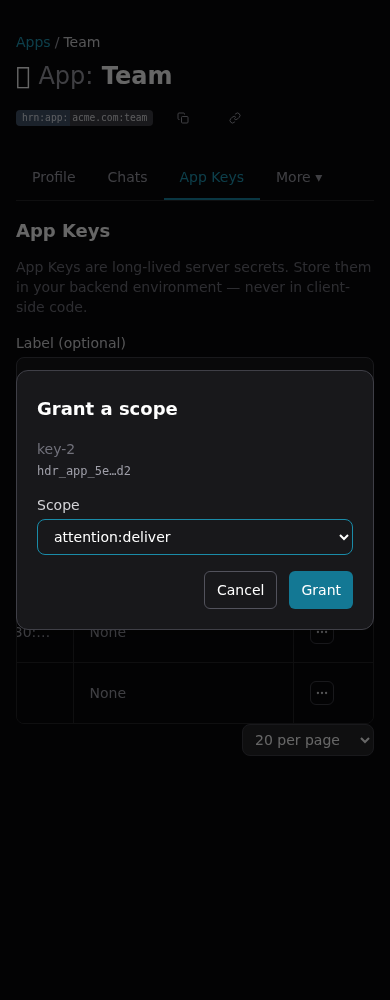 Apps / Team
App: Team
hrn:app: acme.com:team
Profile
Chats
App Keys
More ▾
App Keys
App Keys are long-lived server secrets. Store them
in your backend environment — never in client-
side code.
Label (optional)
Grant a scope
key-2
hdr_app_5e…d2
Scope
attention:deliver
Cancel
Grant
30:…
None
None
20 per page